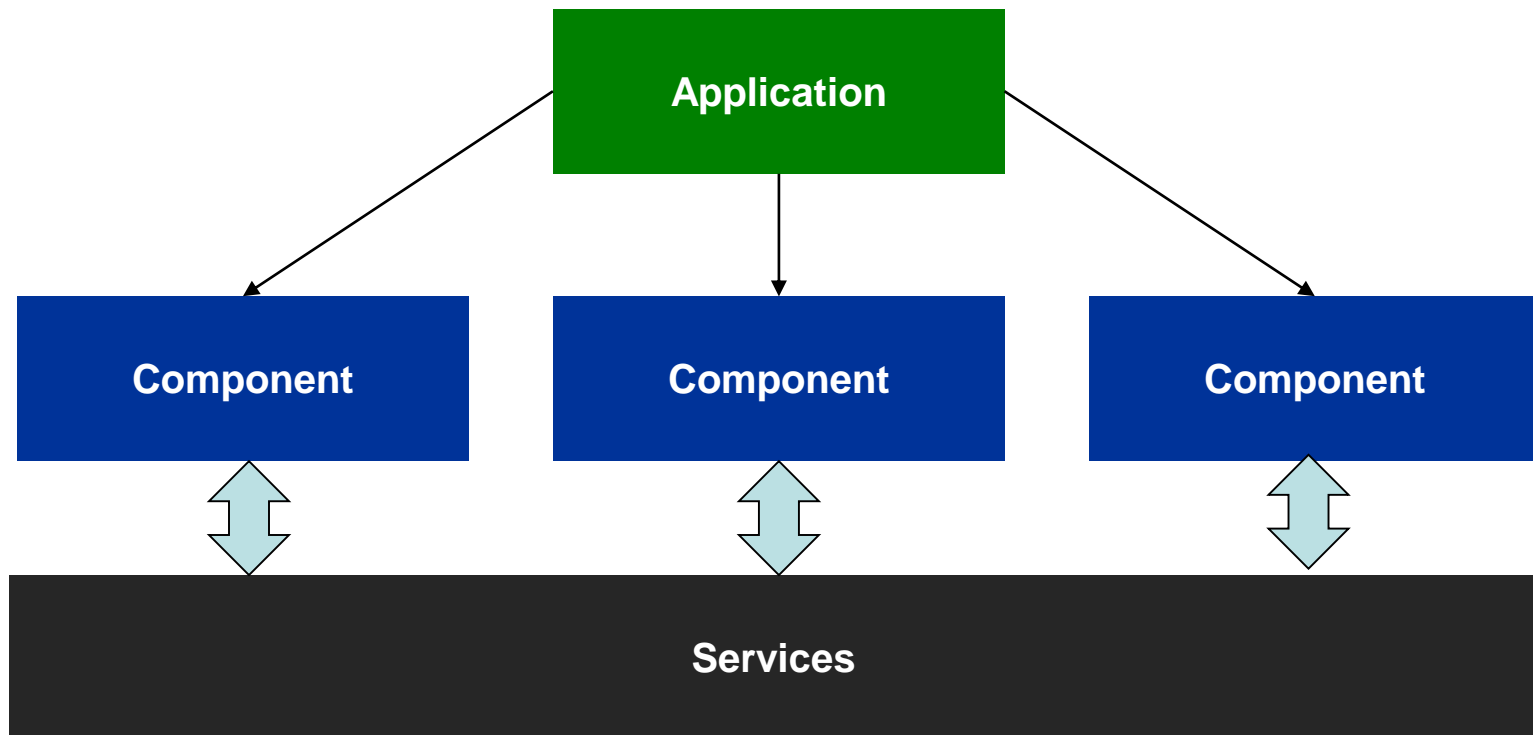 Application
Component
Component
Component
Services